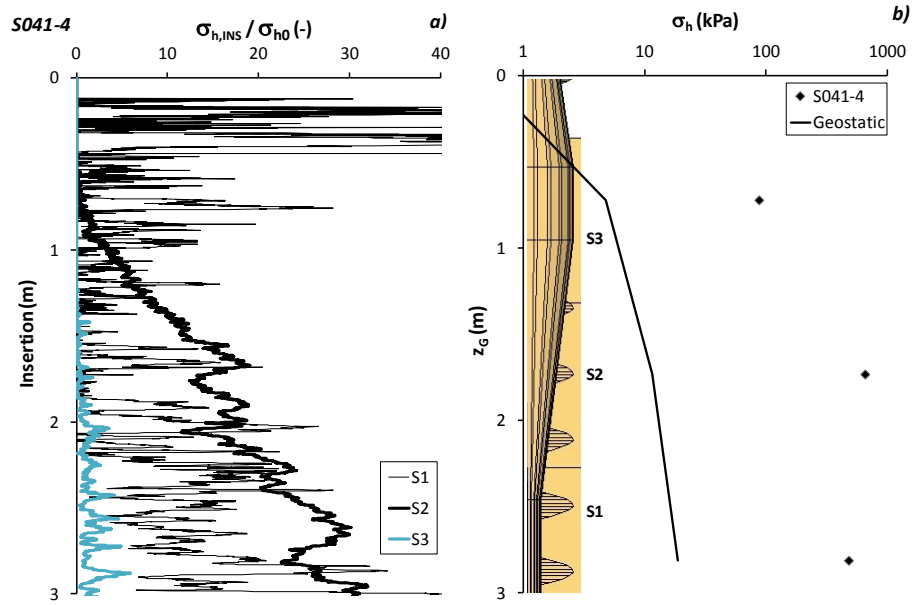 S041-4
σh,INS / σh0 (-)
a)
0 10 20 30 40
Insertion (m)
0
1
2
3
S1
S2
S3
σh (kPa)
b)
1 10 100 1000
zG (m)
0
1
2
3
S041-4
Geostatic
S3
S2
S1